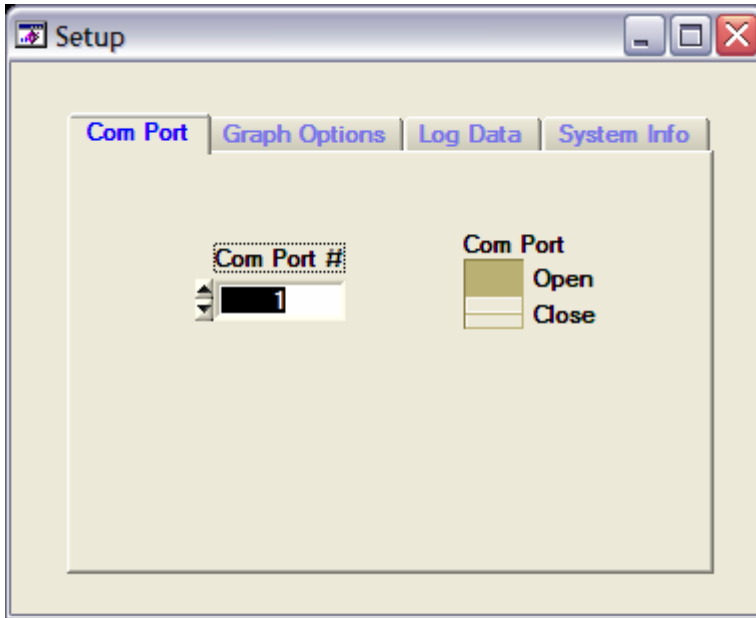 Setup
Com Port Graph Options Log Data System Info
Com Port #
1
Com Port
Open
Close